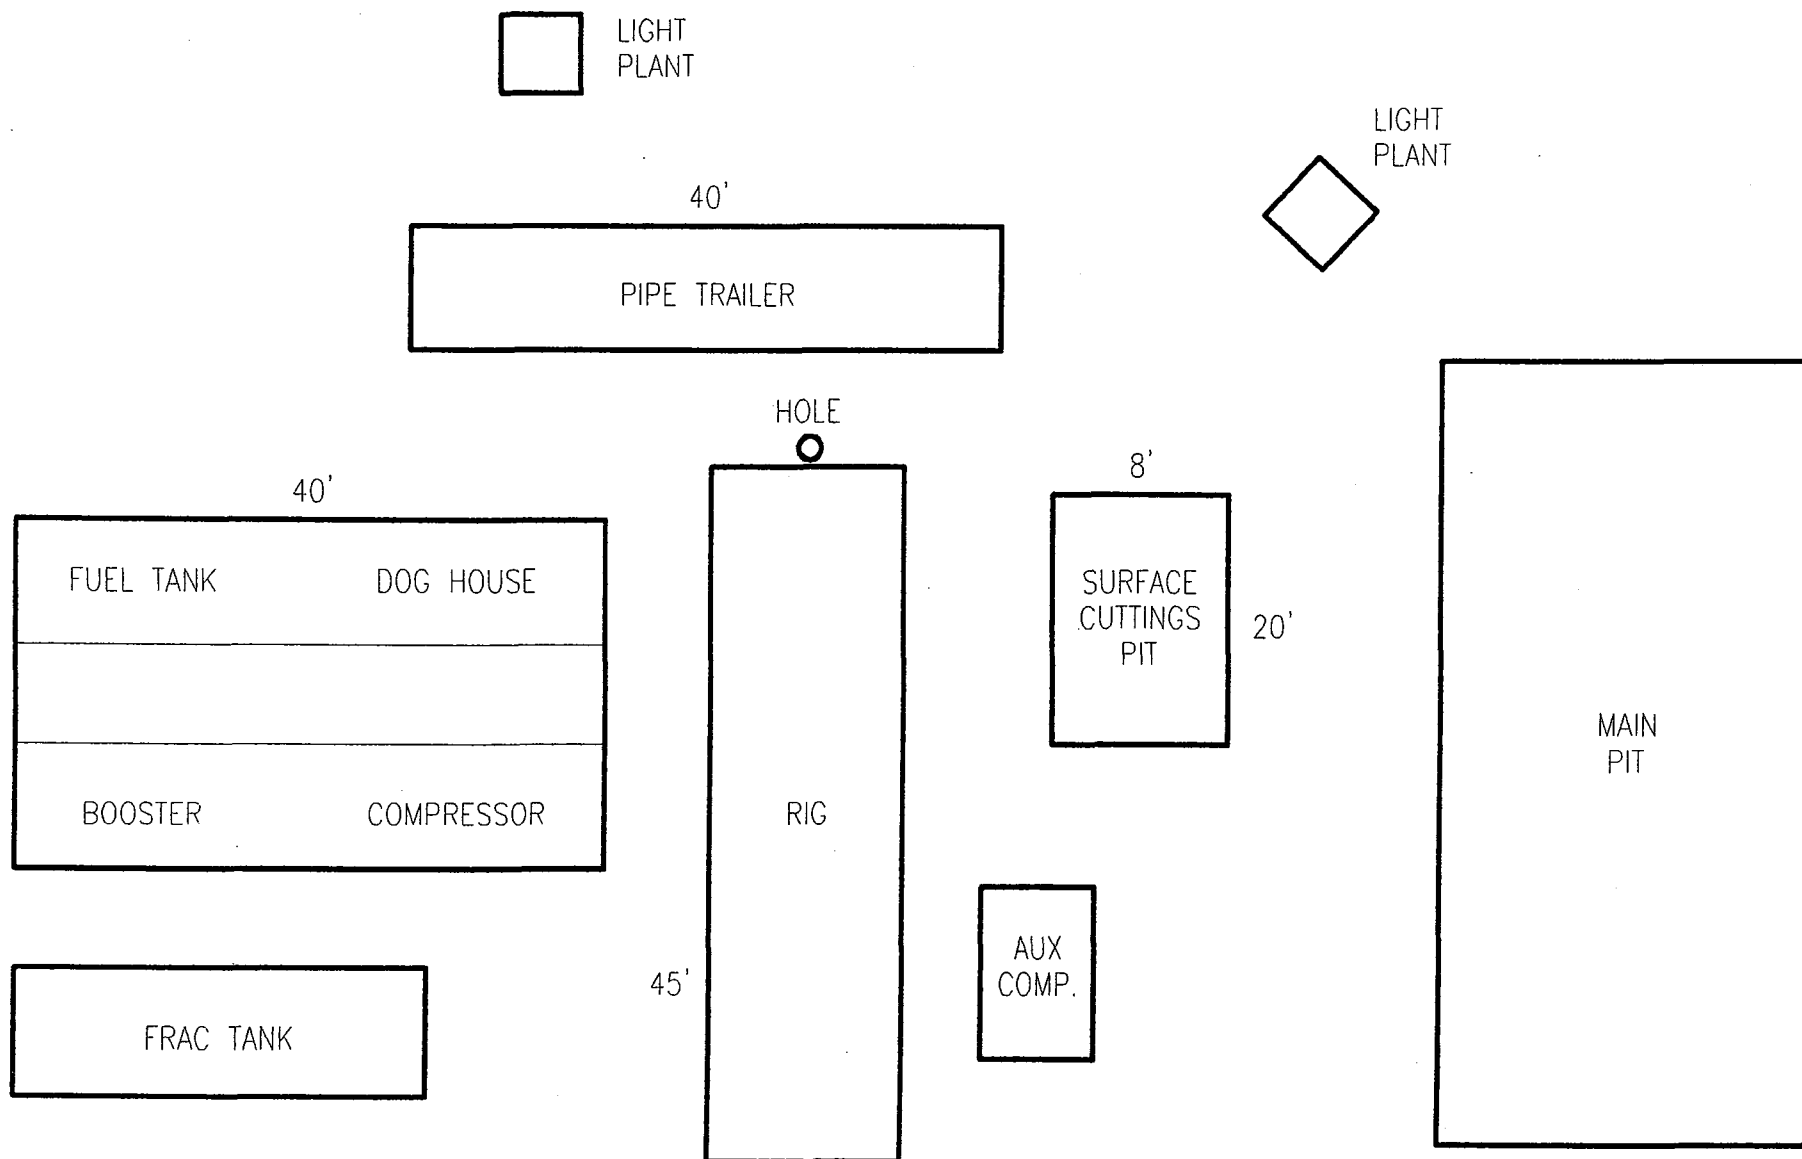 LIGHT
PLANT
LIGHT
PLANT
40'
PIPE TRAILER
HOLE
8'
40'
FUEL TANK
DOG HOUSE
SURFACE
CUTTINGS
PIT
20'
MAIN
PIT
BOOSTER
COMPRESSOR
RIG
AUX
COMP.
45'
FRAC TANK